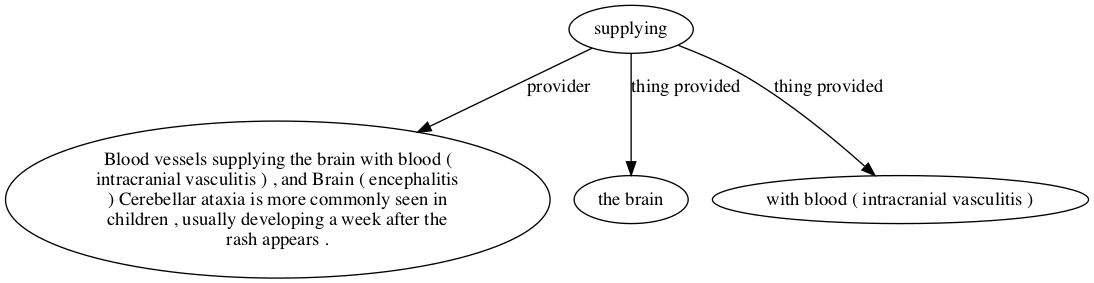 supplying
provider
thing provided
thing provided
Blood vessels supplying the brain with blood (
intracranial vasculitis ) , and Brain ( encephalitis
) Cerebellar ataxia is more commonly seen in
children , usually developing a week after the
rash appears .
the brain
with blood ( intracranial vasculitis )